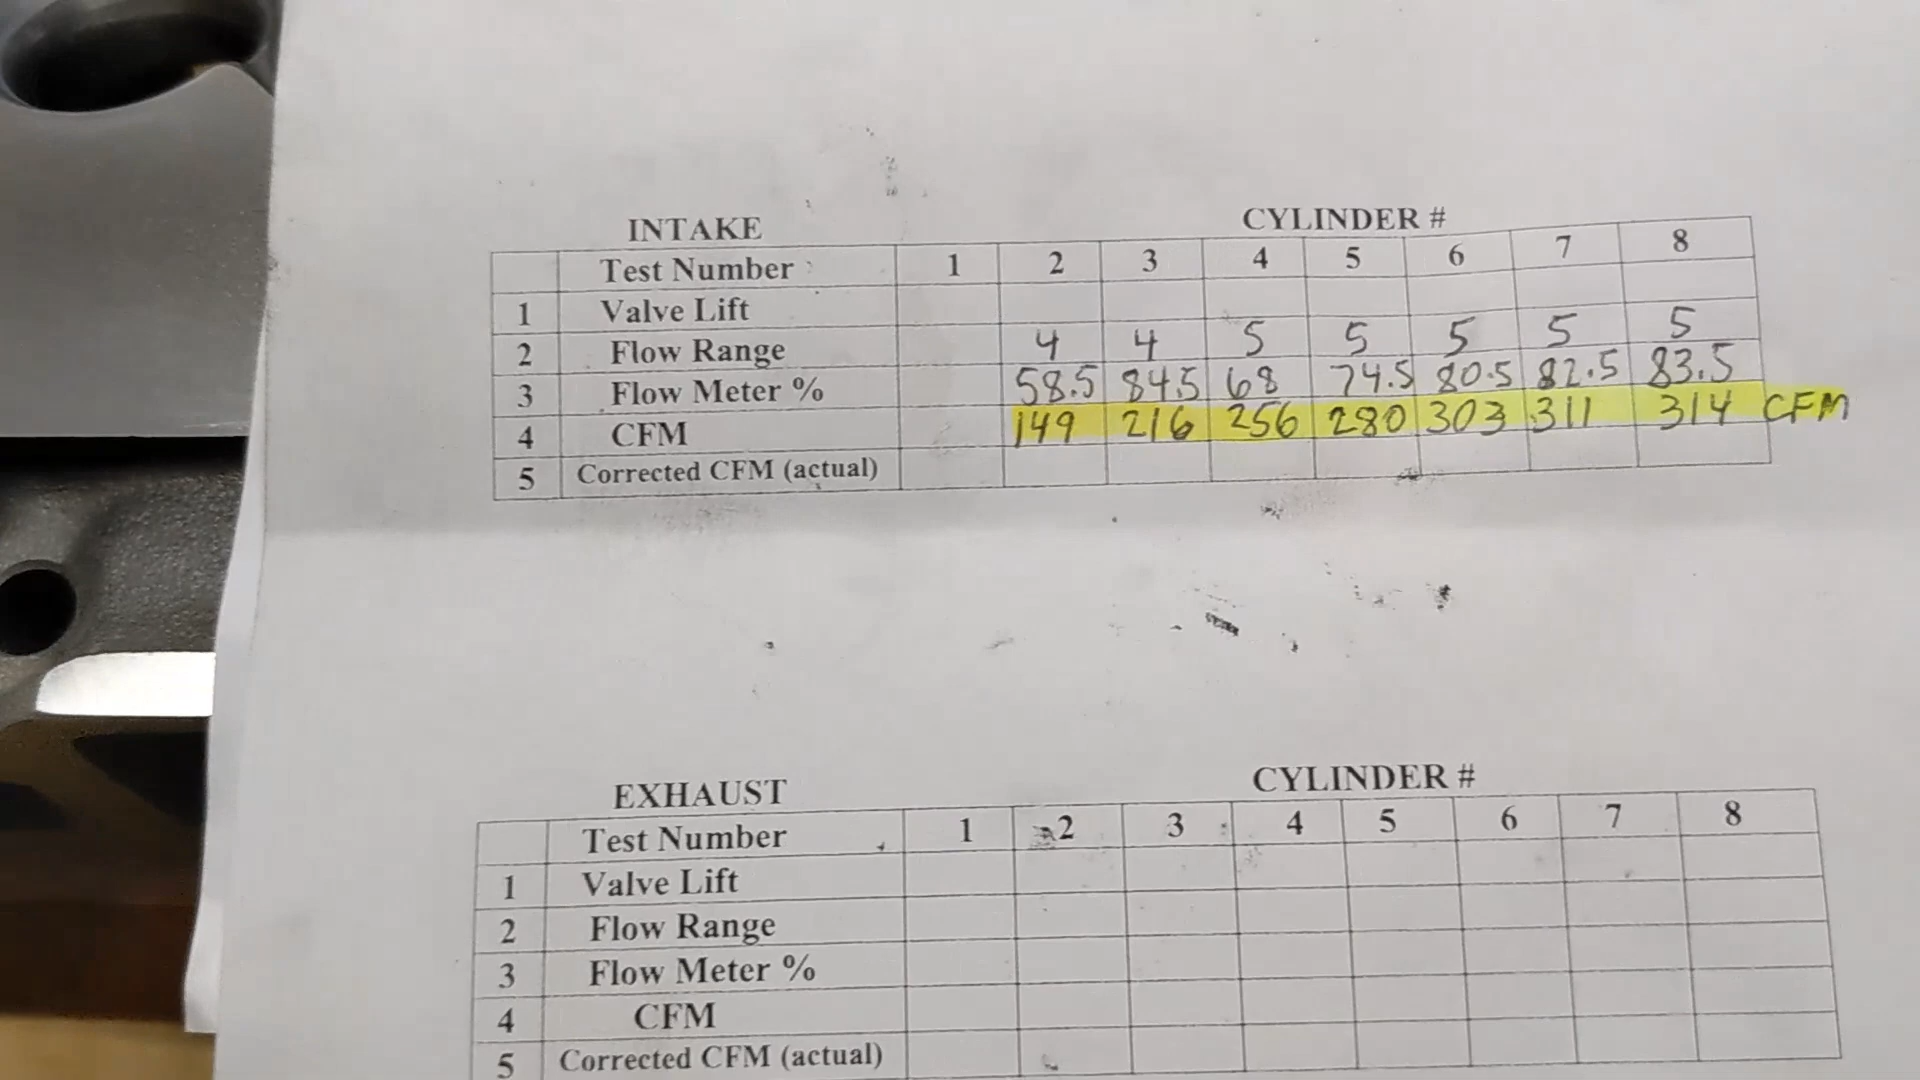 INTAKE CYLINDER #
Test Number 1 2 3 4 5 6 7 8
1 Valve Lift
2 Flow Range 4 4 5 5 5 5 5
3 Flow Meter % 58.5 84.5 68 74.5 80.5 82.5 83.5
4 CFM 149 216 256 280 303 311 314 CFM
5 Corrected CFM (actual)
EXHAUST CYLINDER #
Test Number 1 2 3 4 5 6 7 8
1 Valve Lift
2 Flow Range
3 Flow Meter %
4 CFM
5 Corrected CFM (actual)